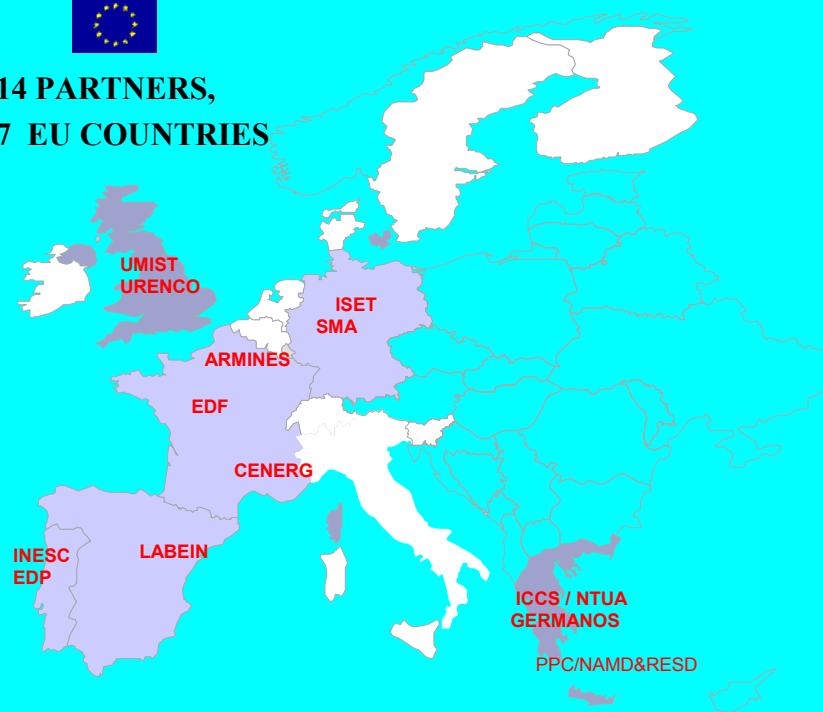 14 PARTNERS,
7 EU COUNTRIES
UMIST
URENCO
ISET
SMA
ARMINES
EDF
CENERG
INESC
EDP
LABEIN
ICCS / NTUA
GERMANOS
PPC/NAMD&RESD